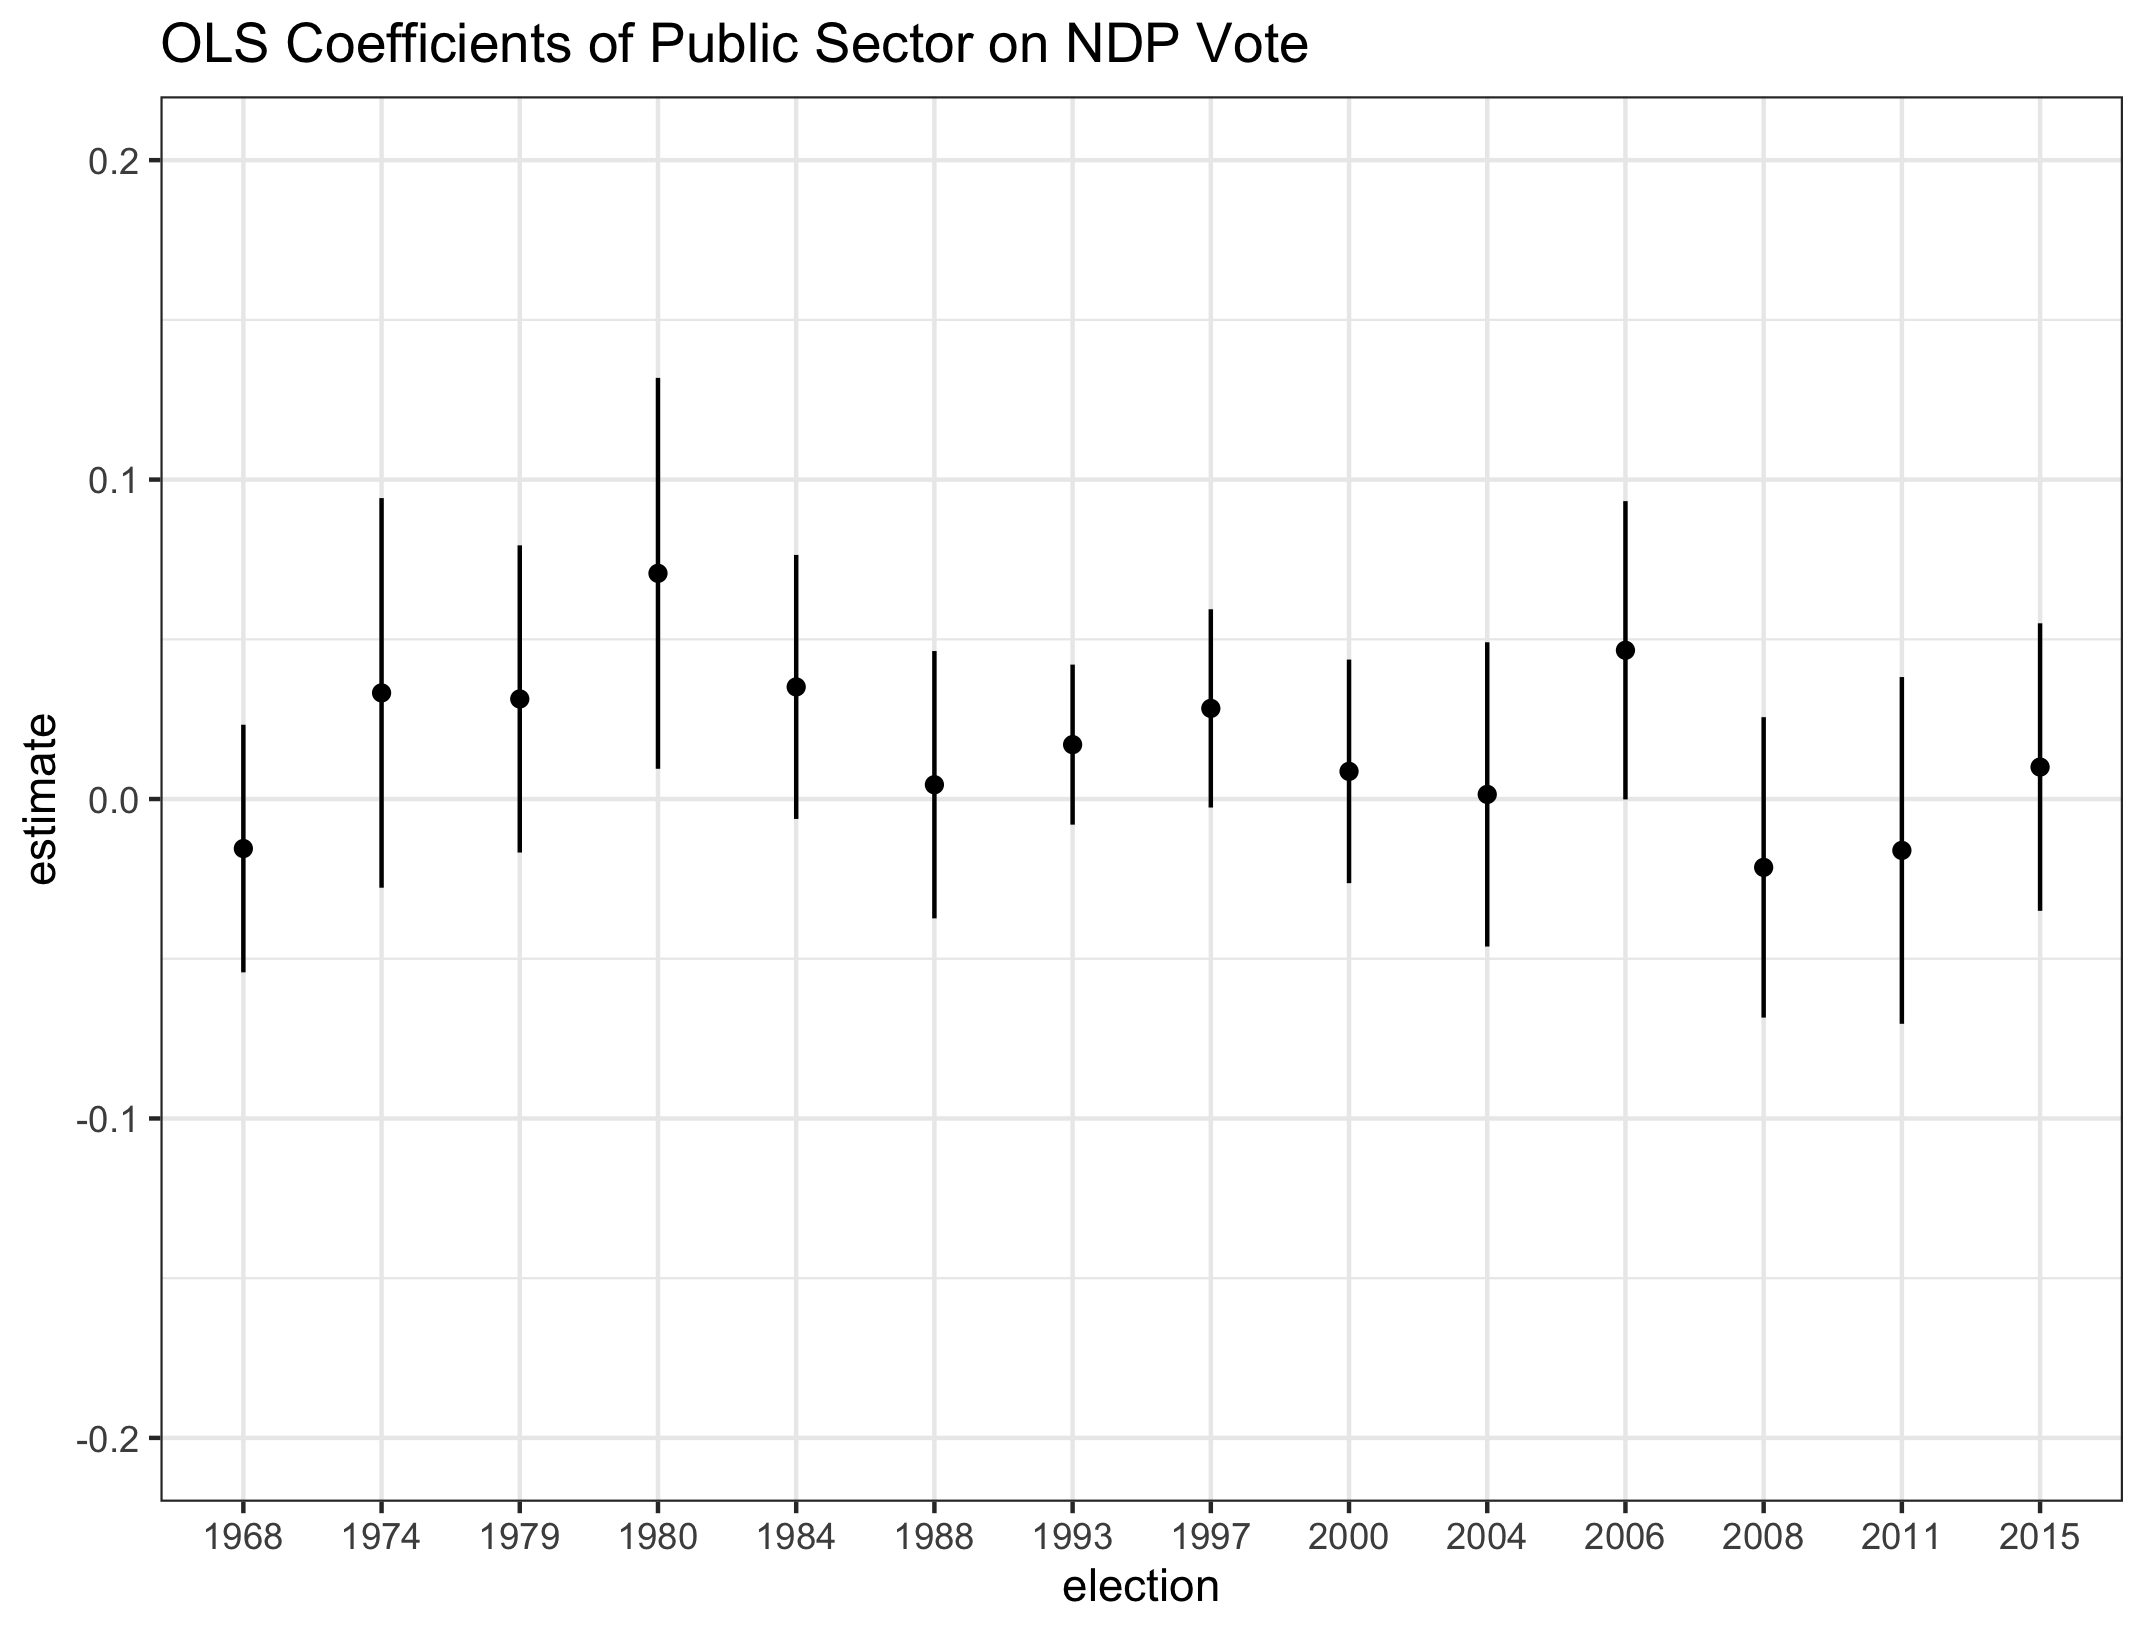 OLS Coefficients of Public Sector on NDP Vote
0.2
0.1
0.0
-0.1
-0.2
estimate
1968 1974 1979 1980 1984 1988 1993 1997 2000 2004 2006 2008 2011 2015
election